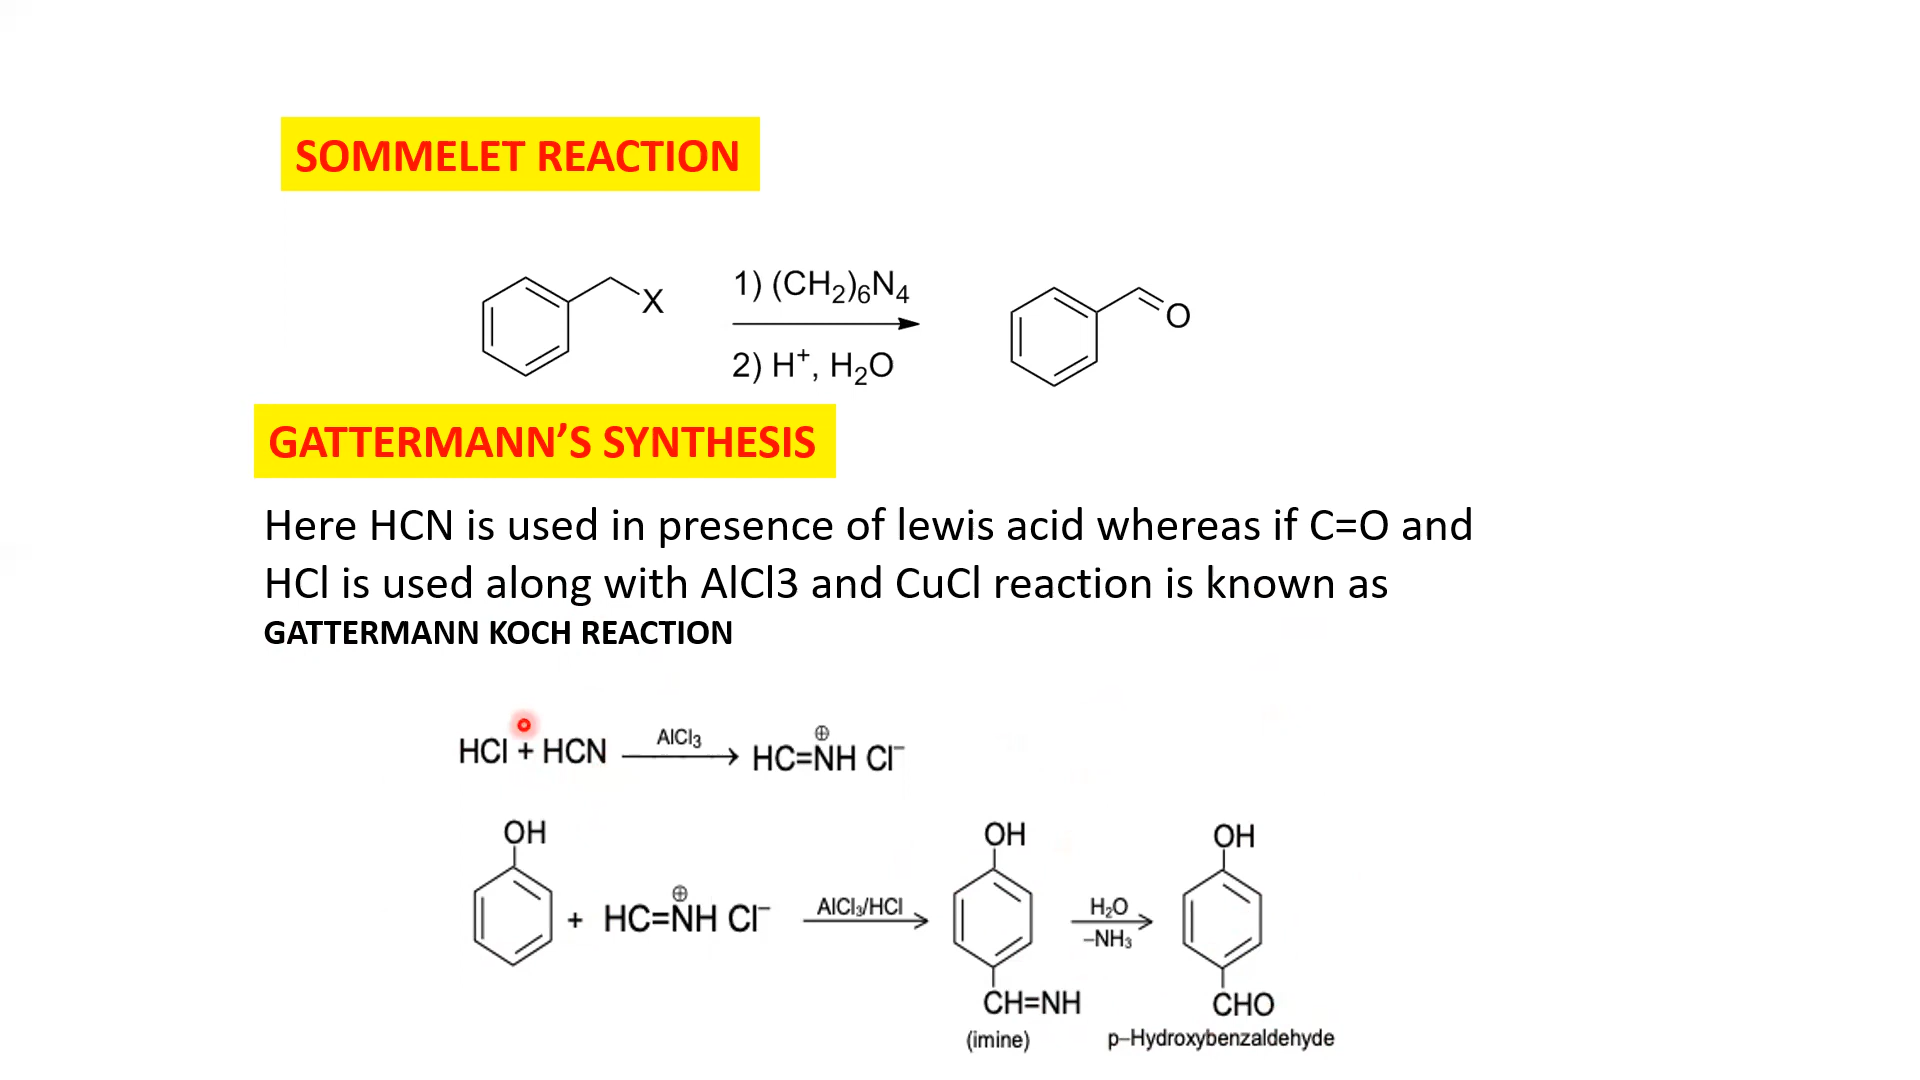 SOMMELET REACTION
X
1) (CH₂)₆N₄
2) H⁺, H₂O
O
GATTERMANN’S SYNTHESIS
Here HCN is used in presence of lewis acid whereas if C=O and
HCl is used along with AlCl3 and CuCl reaction is known as
GATTERMANN KOCH REACTION
HCl + HCN
AlCl₃
HC=NH Cl⁻
⊕
OH
+ HC=NH Cl⁻
⊕
AlCl₃/HCl
OH
CH=NH
(imine)
H₂O
–NH₃
OH
CHO
p–Hydroxybenzaldehyde